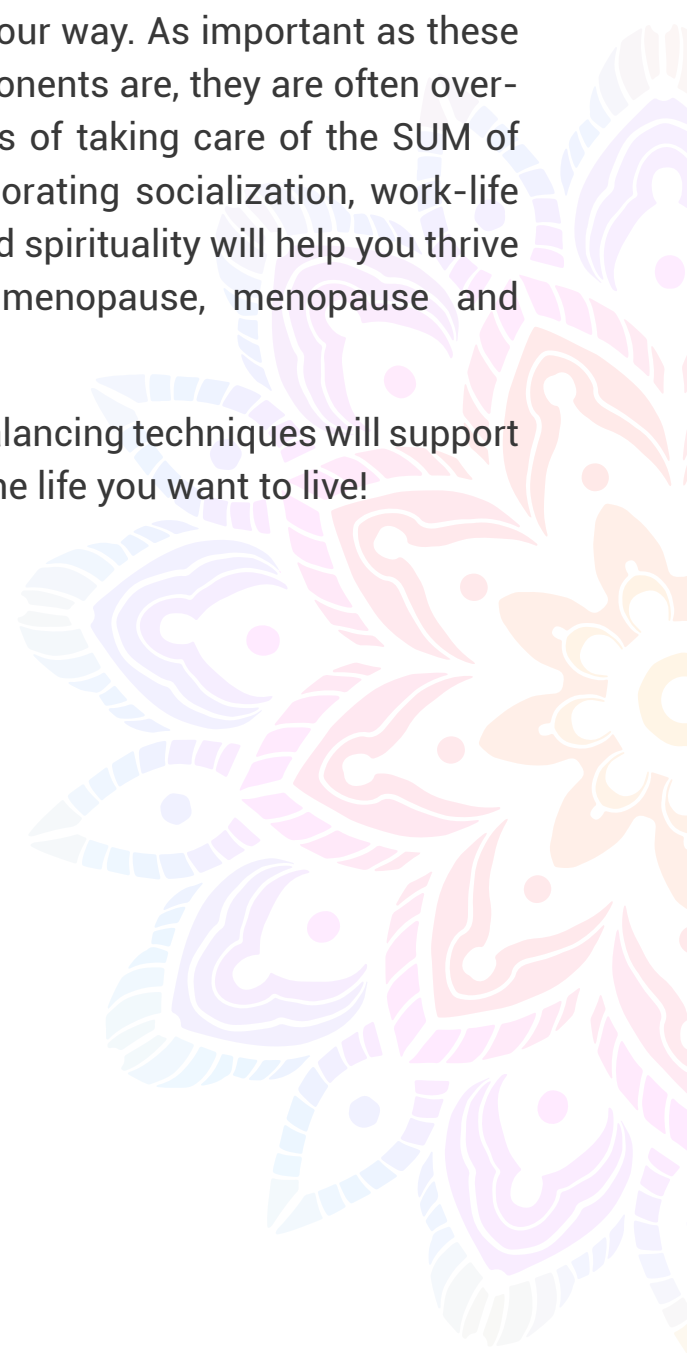 our way. As important as these
onents are, they are often over-
s of taking care of the SUM of
orating socialization, work-life
d spirituality will help you thrive
menopause, menopause and
alancing techniques will support
he life you want to live!